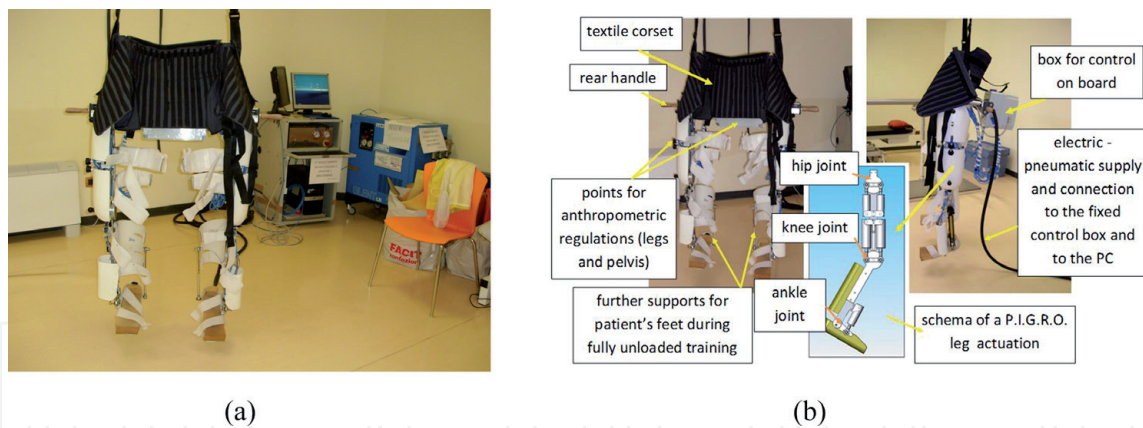 textile corset
rear handle
points for
anthropometric
regulations (legs
and pelvis)
further supports for
patient's feet during
fully unloaded training
hip joint
knee joint
ankle
joint
box for control
on board
electric -
pneumatic supply
and connection
to the fixed
control box and
to the PC
schema of a P.I.G.R.O.
leg actuation
FACIT
(a)
(b)